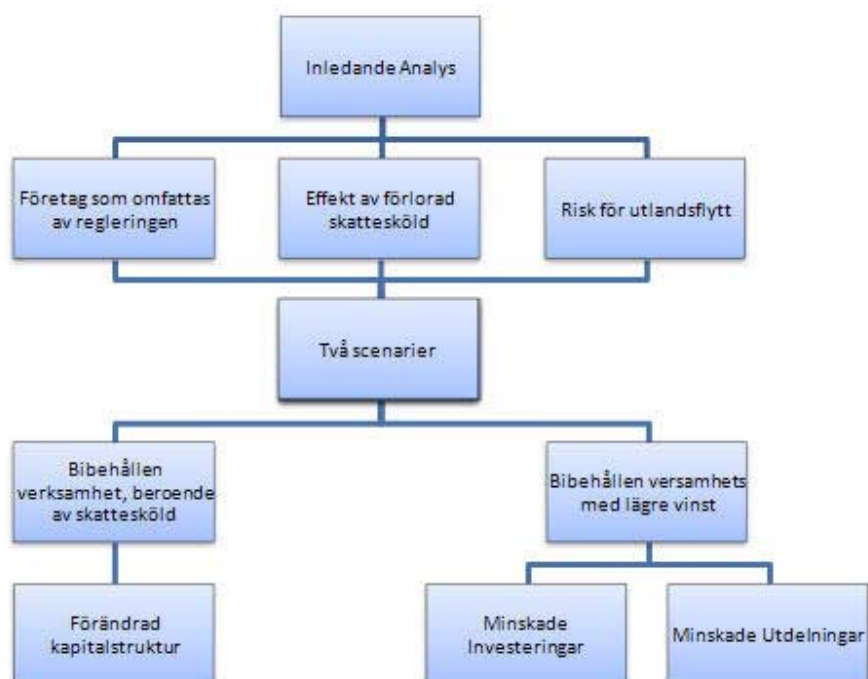 Inledande Analys
Företag som omfattas
av regleringen
Effekt av förlorad
skattesköld
Risk för utlandsflytt
Två scenarier
Bibehållen
verksamhet, beroende
av skattesköld
Bibehållen versamhets
med lägre vinst
Förändrad
kapitalstruktur
Minskade
Investeringar
Minskade Utdelningar